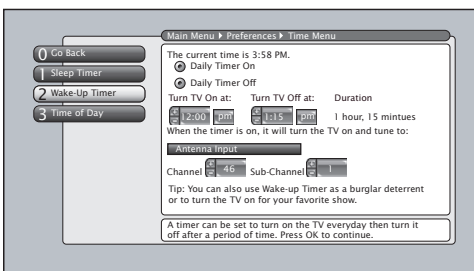 Main Menu Preferences Time Menu
0 Go Back
1 Sleep Timer
2 Wake-Up Timer
3 Time of Day
The current time is 3:58 PM.
Daily Timer On
Daily Timer Off
Turn TV On at: Turn TV Off at: Duration
12:00 pm 1:15 pm 1 hour, 15 mintues
When the timer is on, it will turn the TV on and tune to:
Antenna Input
Channel 46 Sub-Channel 1
Tip: You can also use Wake-up Timer as a burglar deterrent
or to turn the TV on for your favorite show.
A timer can be set to turn on the TV everyday then turn it
off after a period of time. Press OK to continue.